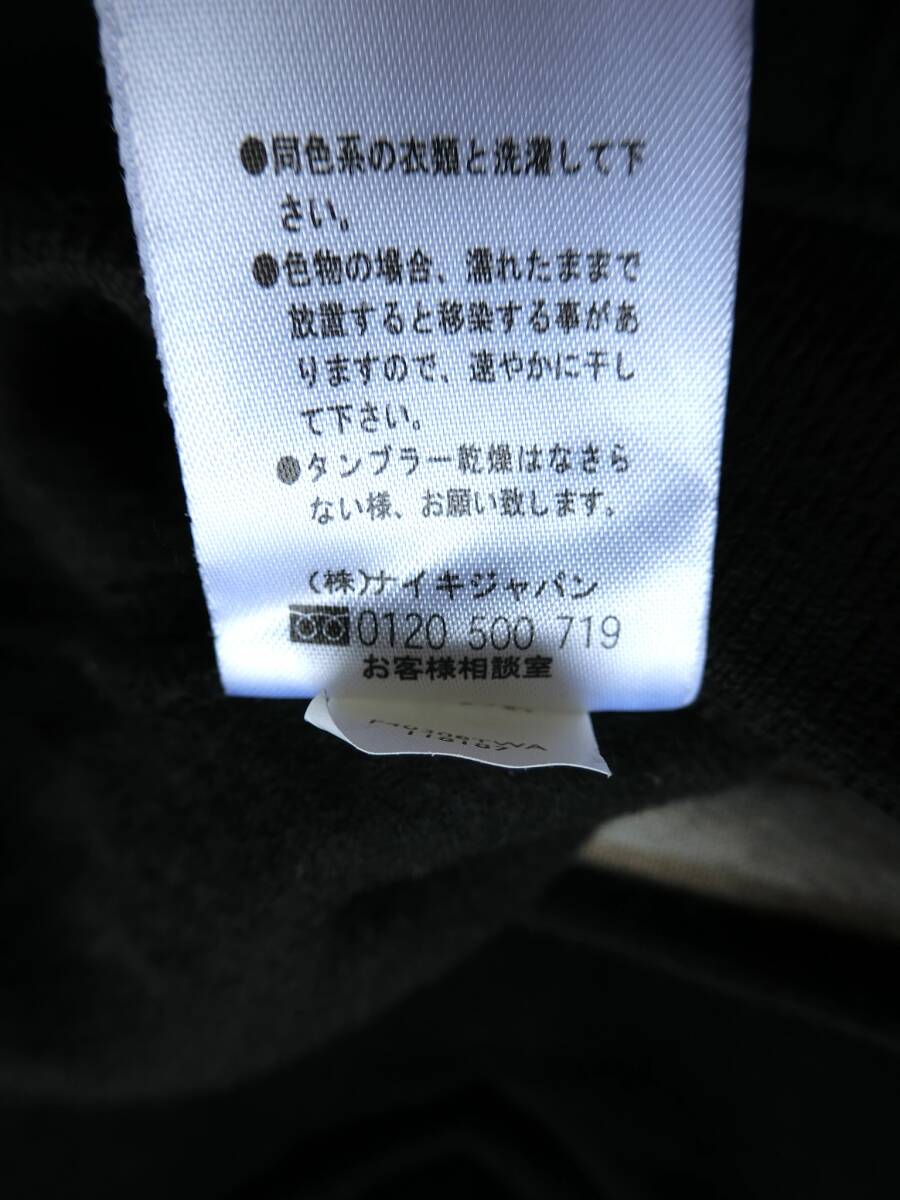 ●同色系の衣類と洗濯して下
さい。
●色物の場合、濡れたままで
放置すると移染する事があ
りますので、速やかに干し
て下さい。
●タンブラー乾燥はなさら
ない様、お願い致します。
(株)ナイキジャパン
0120 500 719
お客様相談室